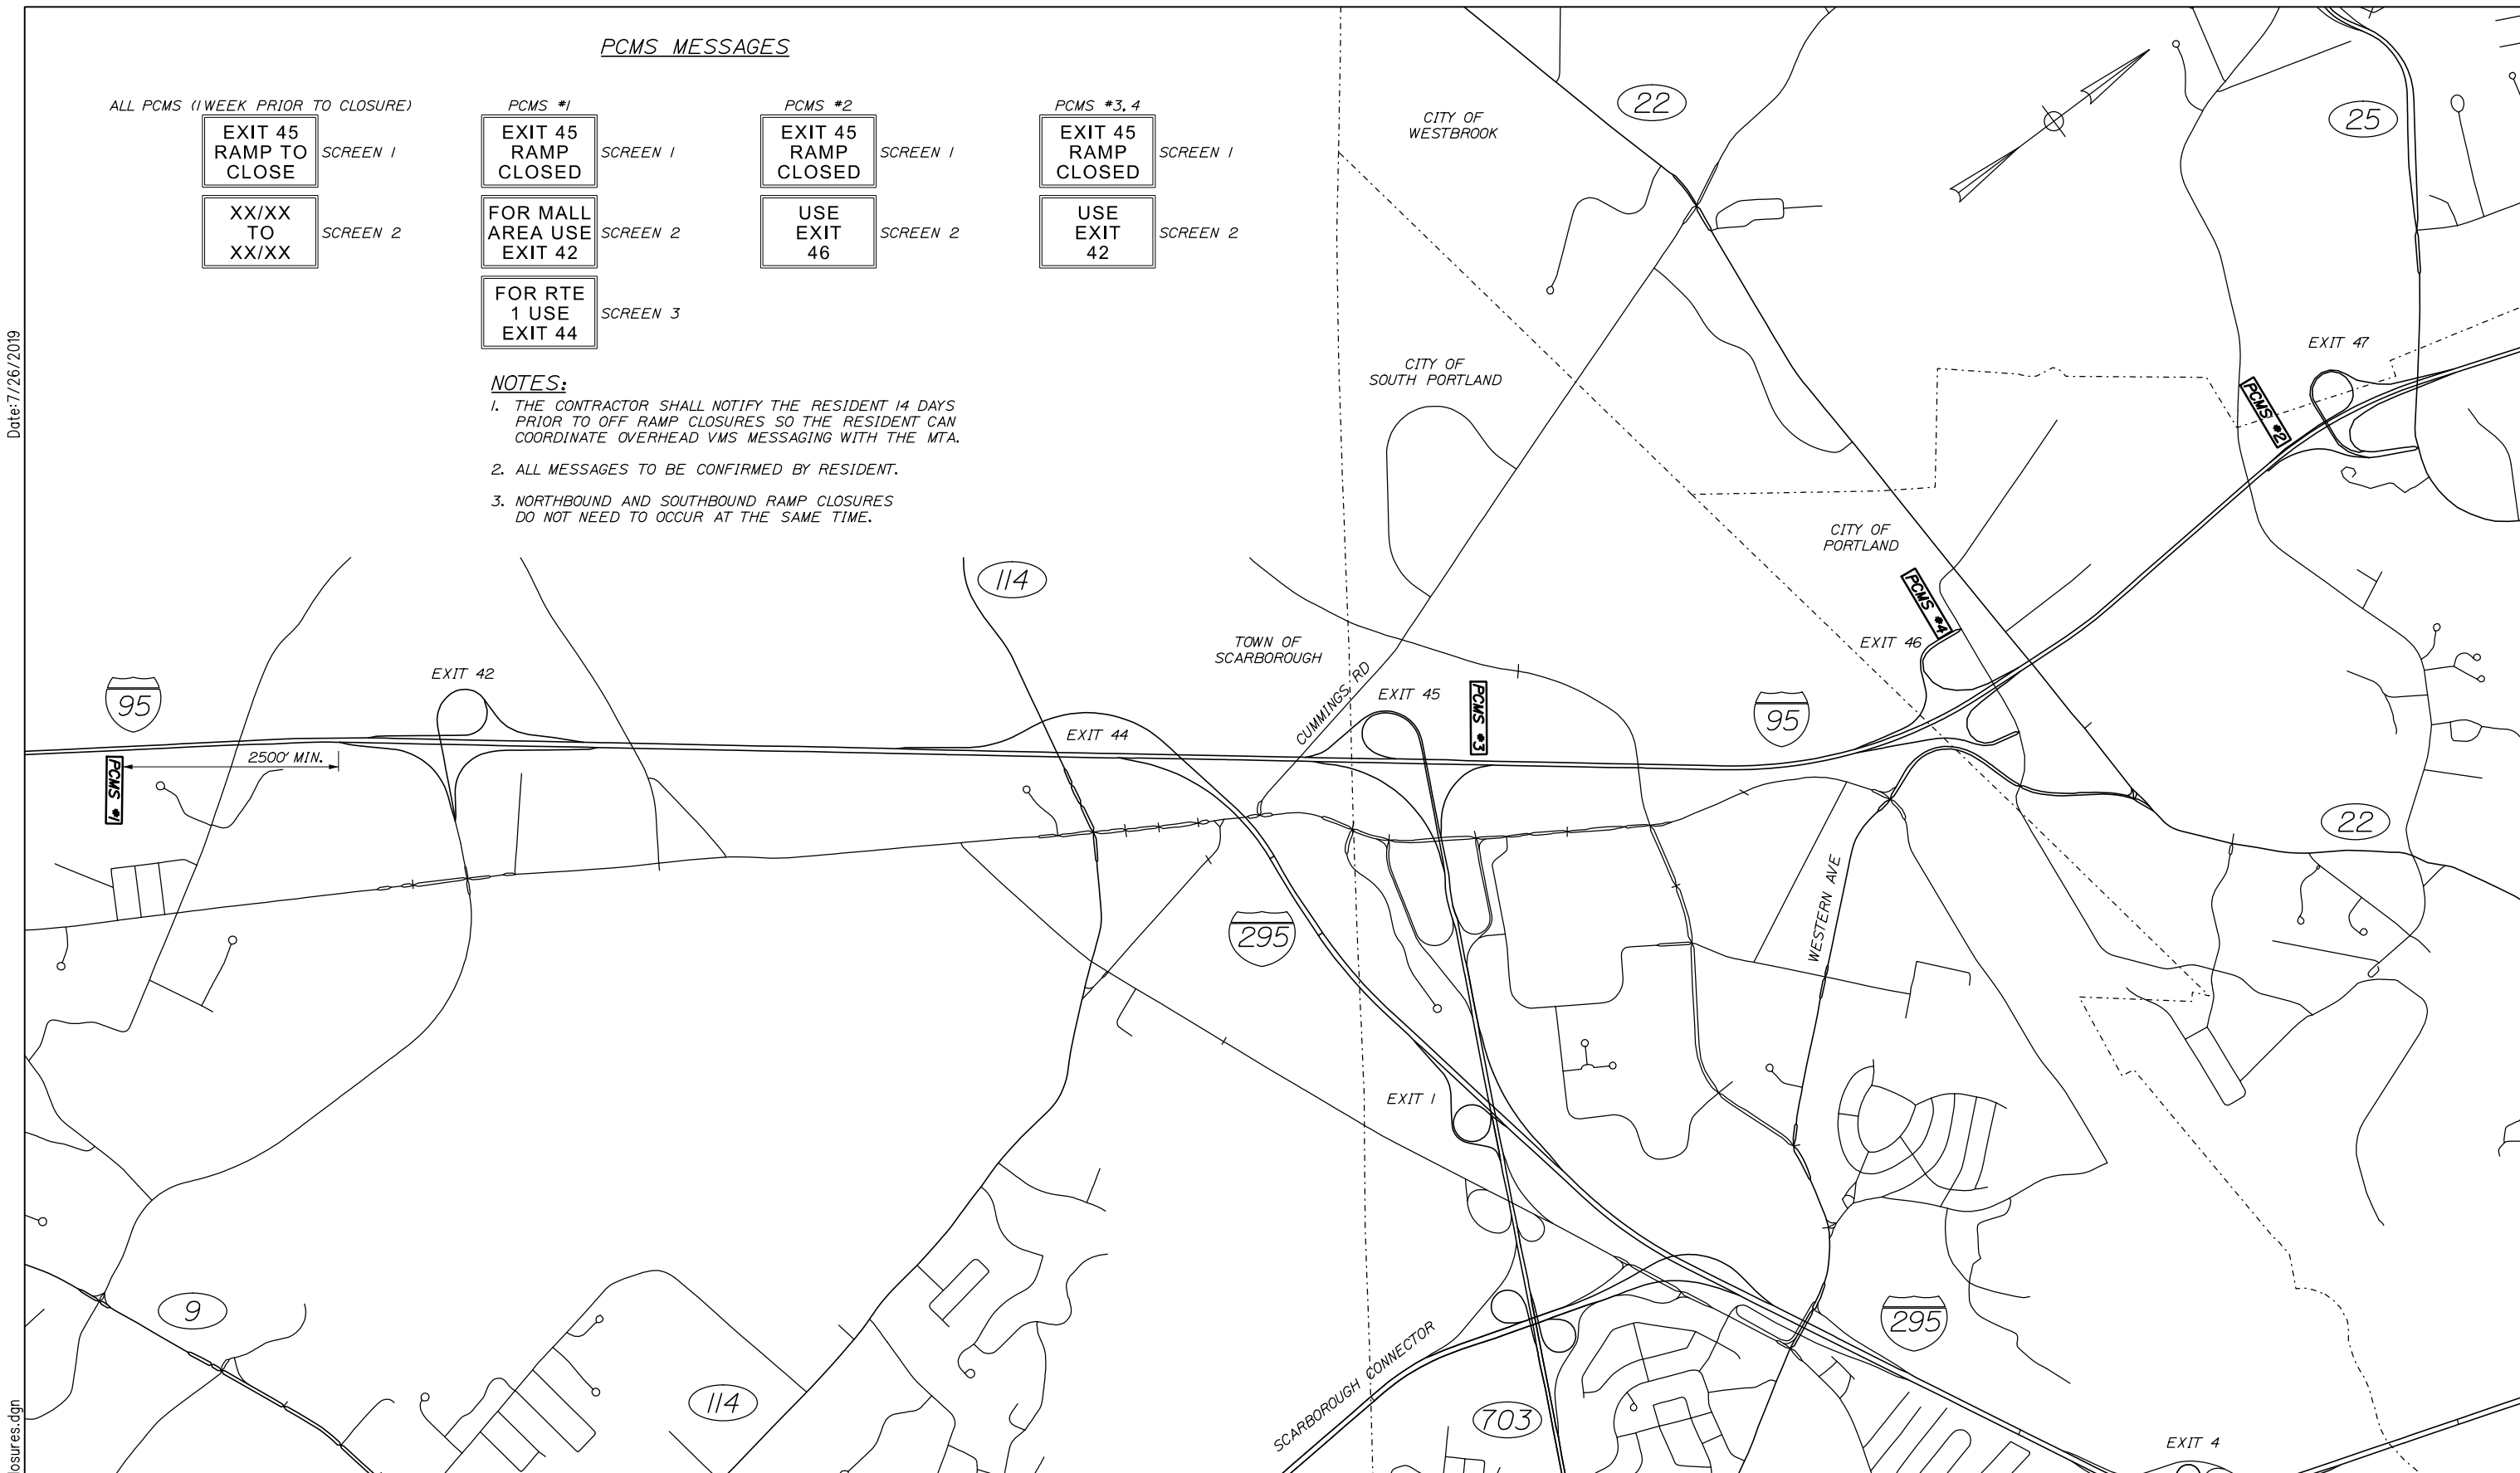 PCMS MESSAGES
ALL PCMS (1 WEEK PRIOR TO CLOSURE)
EXIT 45
RAMP TO
CLOSE
SCREEN 1
XX/XX
TO
XX/XX
SCREEN 2
PCMS #1
EXIT 45
RAMP
CLOSED
SCREEN 1
FOR MALL
AREA USE
EXIT 42
SCREEN 2
FOR RTE
1 USE
EXIT 44
SCREEN 3
PCMS #2
EXIT 45
RAMP
CLOSED
SCREEN 1
USE
EXIT
46
SCREEN 2
PCMS #3, 4
EXIT 45
RAMP
CLOSED
SCREEN 1
USE
EXIT
42
SCREEN 2
NOTES:
1. THE CONTRACTOR SHALL NOTIFY THE RESIDENT 14 DAYS
PRIOR TO OFF RAMP CLOSURES SO THE RESIDENT CAN
COORDINATE OVERHEAD VMS MESSAGING WITH THE MTA.
2. ALL MESSAGES TO BE CONFIRMED BY RESIDENT.
3. NORTHBOUND AND SOUTHBOUND RAMP CLOSURES
DO NOT NEED TO OCCUR AT THE SAME TIME.
Date:7/26/2019
CITY OF
WESTBROOK
22
25
CITY OF
SOUTH PORTLAND
EXIT 47
PCMS #2
CITY OF
PORTLAND
PCMS #4
EXIT 46
114
TOWN OF
SCARBOROUGH
CUMMINGS RD
EXIT 45
PCMS #3
95
EXIT 42
95
EXIT 44
2500' MIN.
PCMS #1
22
WESTERN AVE
295
EXIT 1
9
295
SCARBOROUGH CONNECTOR
114
703
EXIT 4
losures.dgn